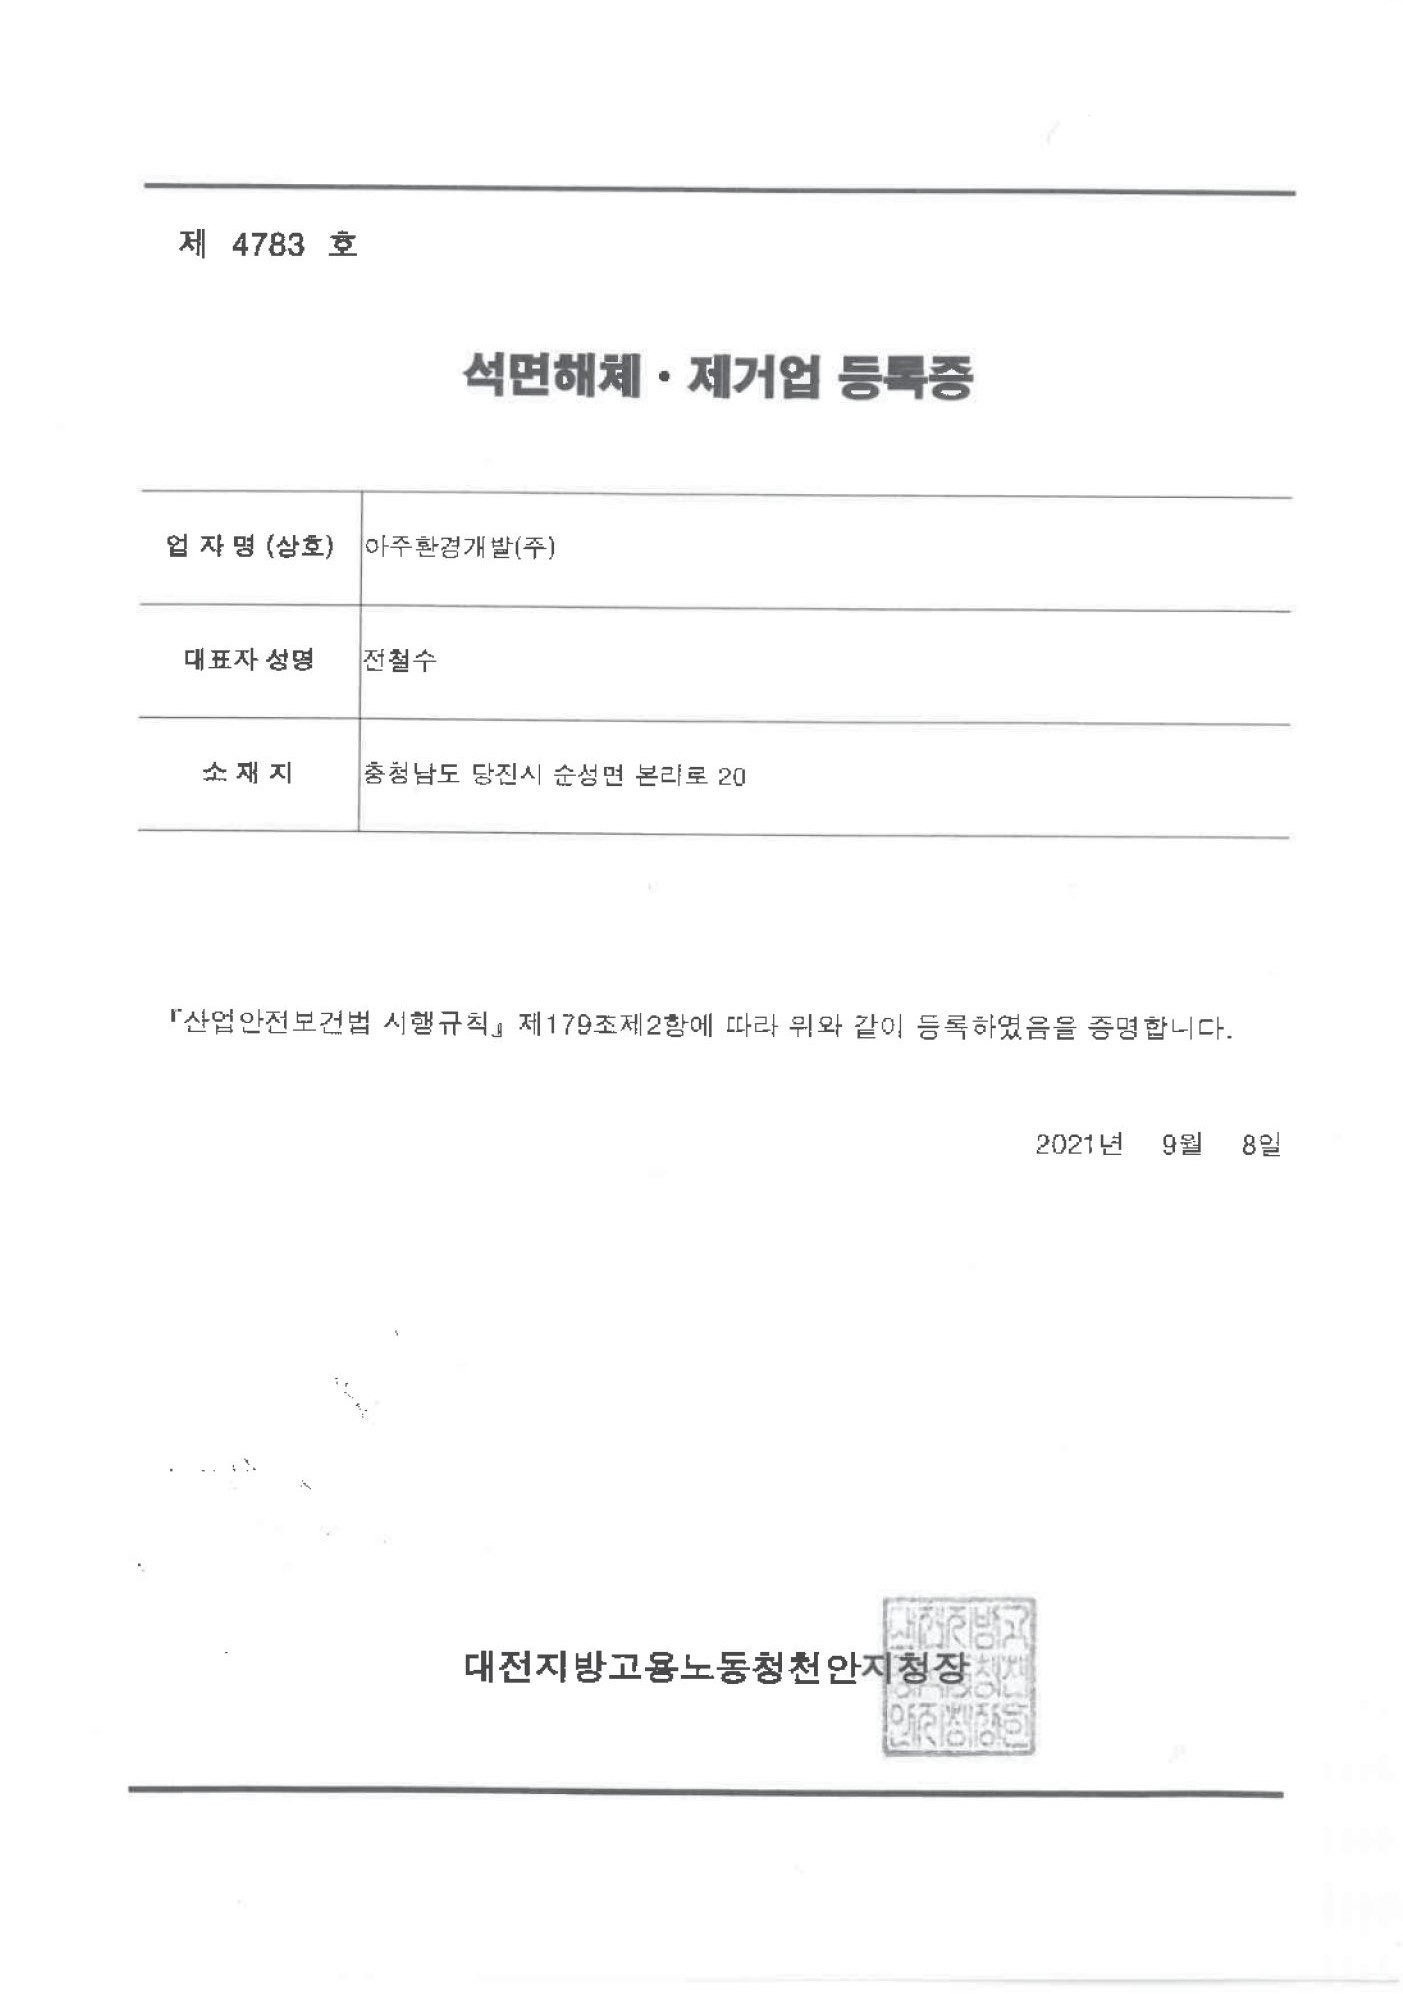 제 4783 호
석면해체・제거업 등록증
업 자 명 (상호) 아주환경개발(주)
대표자 성명 전철수
소 재 지 충청남도 당진시 순성면 본리로 20
『산업안전보건법 시행규칙』 제179조제2항에 따라 위와 같이 등록하였음을 증명합니다.
2021년 9월 8일
대전지방고용노동청천안지청장